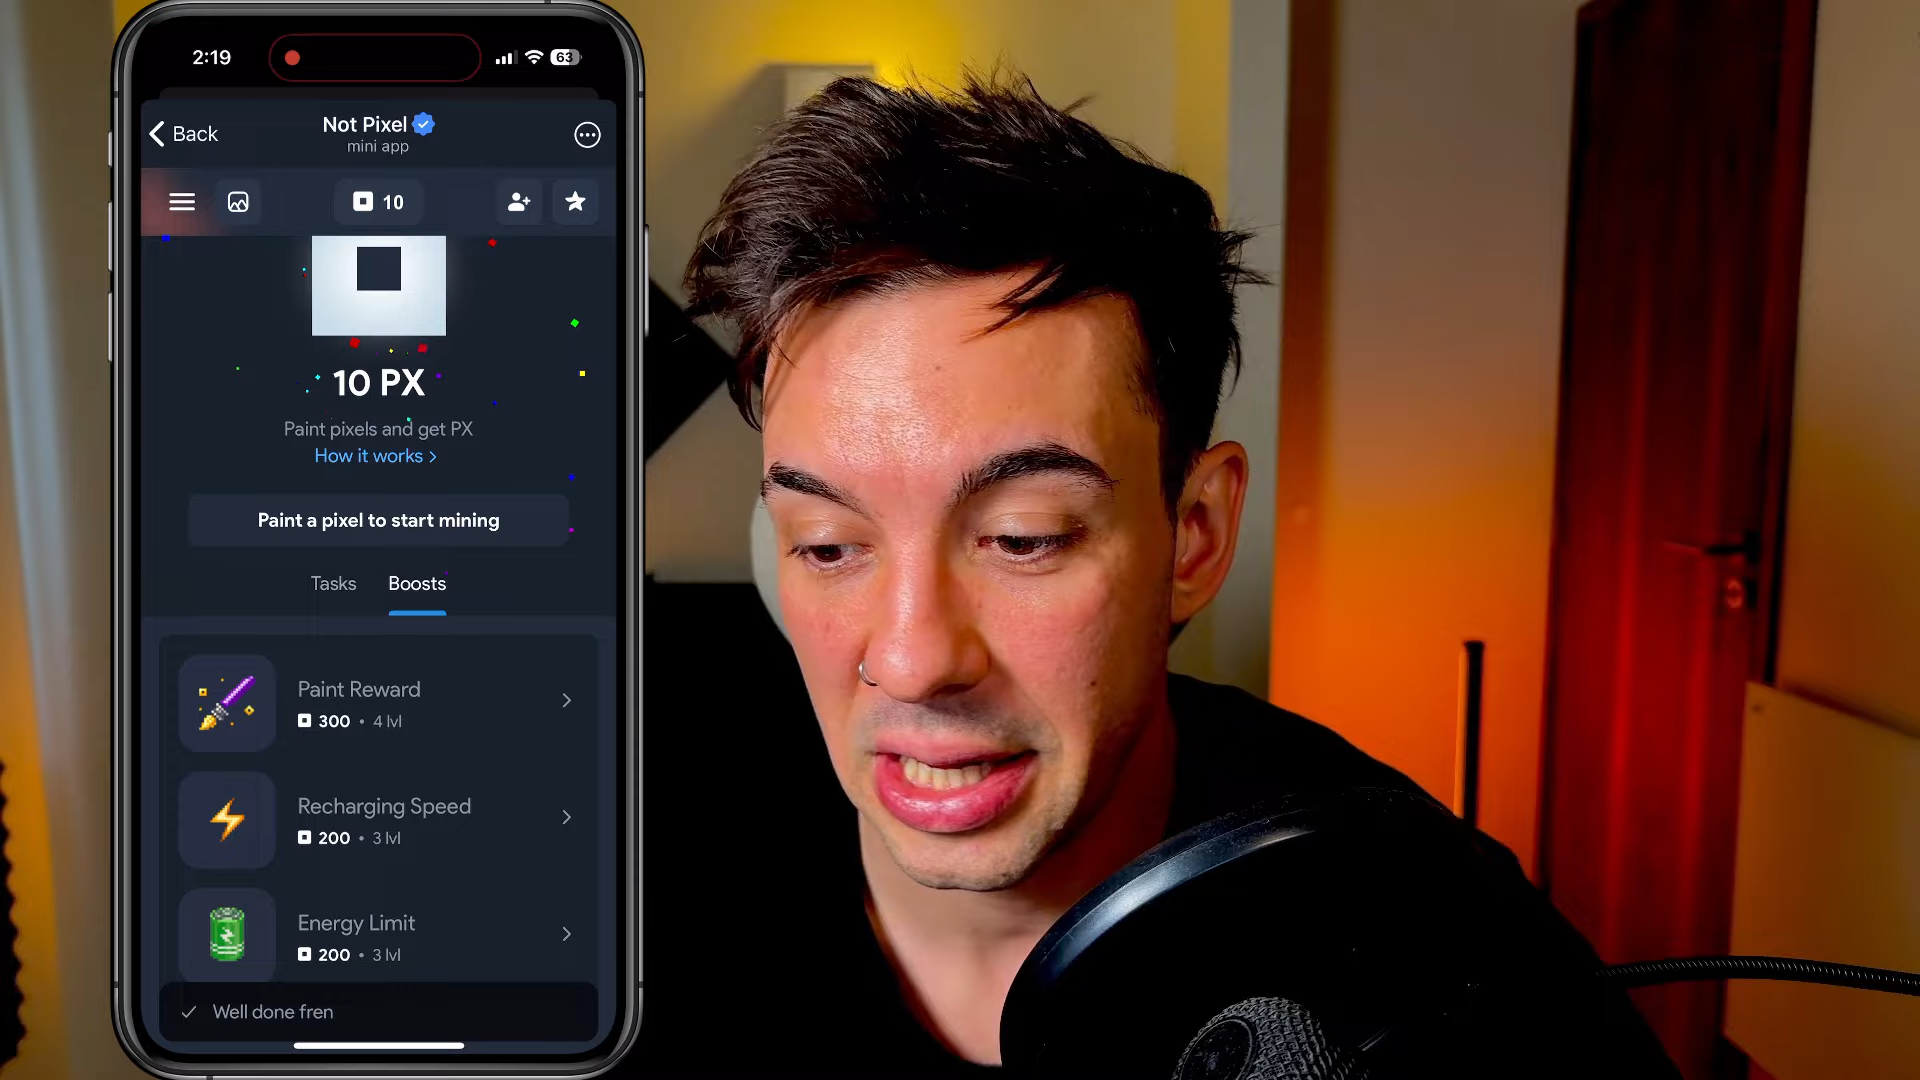 2:19
63
Back
Not Pixel
mini app
10
10 PX
Paint pixels and get PX
How it works >
Paint a pixel to start mining
Tasks
Boosts
Paint Reward
300 • 4 lvl
Recharging Speed
200 • 3 lvl
Energy Limit
200 • 3 lvl
Well done fren